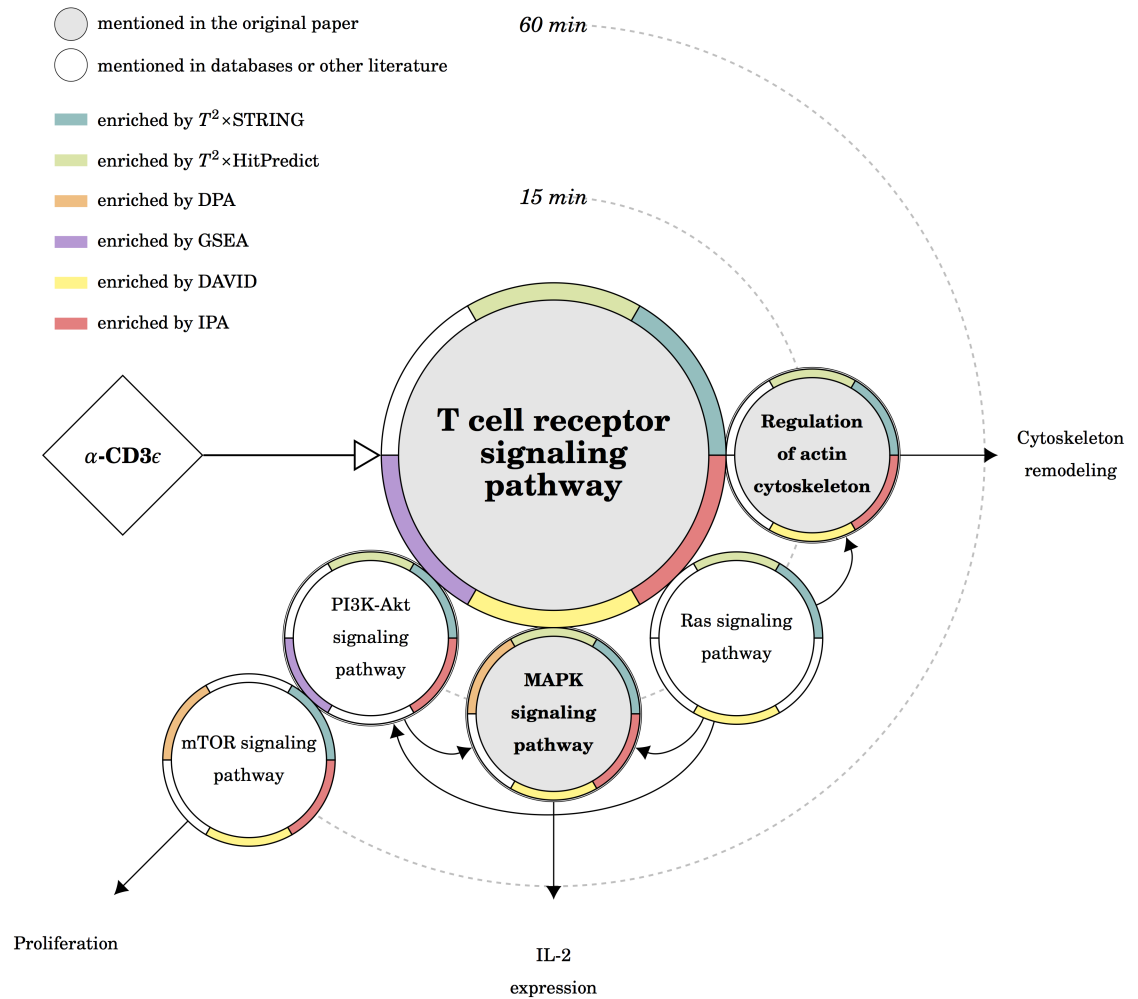 mentioned in the original paper
mentioned in databases or other literature
enriched by T²×STRING
enriched by T²×HitPredict
enriched by DPA
enriched by GSEA
enriched by DAVID
enriched by IPA
60 min
15 min
α-CD3ϵ
T cell receptor
signaling
pathway
Regulation
of actin
cytoskeleton
Cytoskeleton
remodeling
PI3K-Akt
signaling
pathway
MAPK
signaling
pathway
Ras signaling
pathway
mTOR signaling
pathway
Proliferation
IL-2
expression